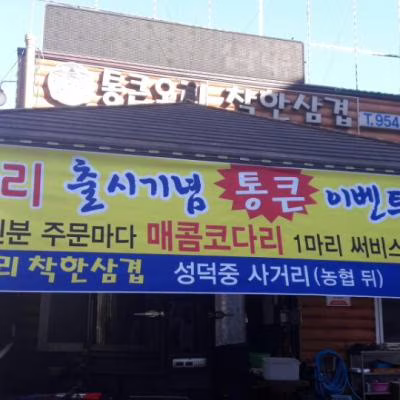 통큰오리 착한삼겹
T.954
리 출시기념 통큰 이벤트
인분 주문마다 매콤코다리 1마리 써비스
리 착한삼겹 성덕중 사거리(농협 뒤)